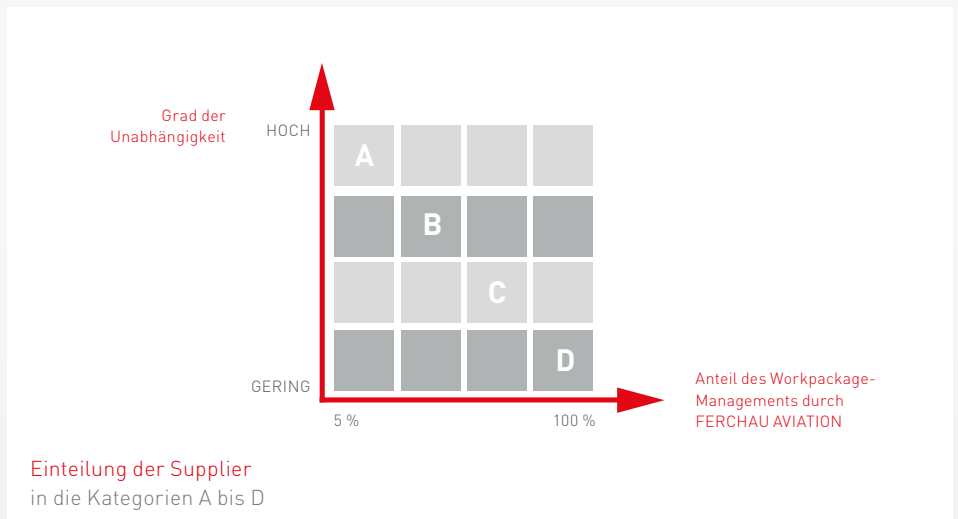 Grad der
Unabhängigkeit
HOCH
A
B
C
D
GERING
5 %
100 %
Anteil des Workpackage-
Managements durch
FERCHAU AVIATION
Einteilung der Supplier
in die Kategorien A bis D